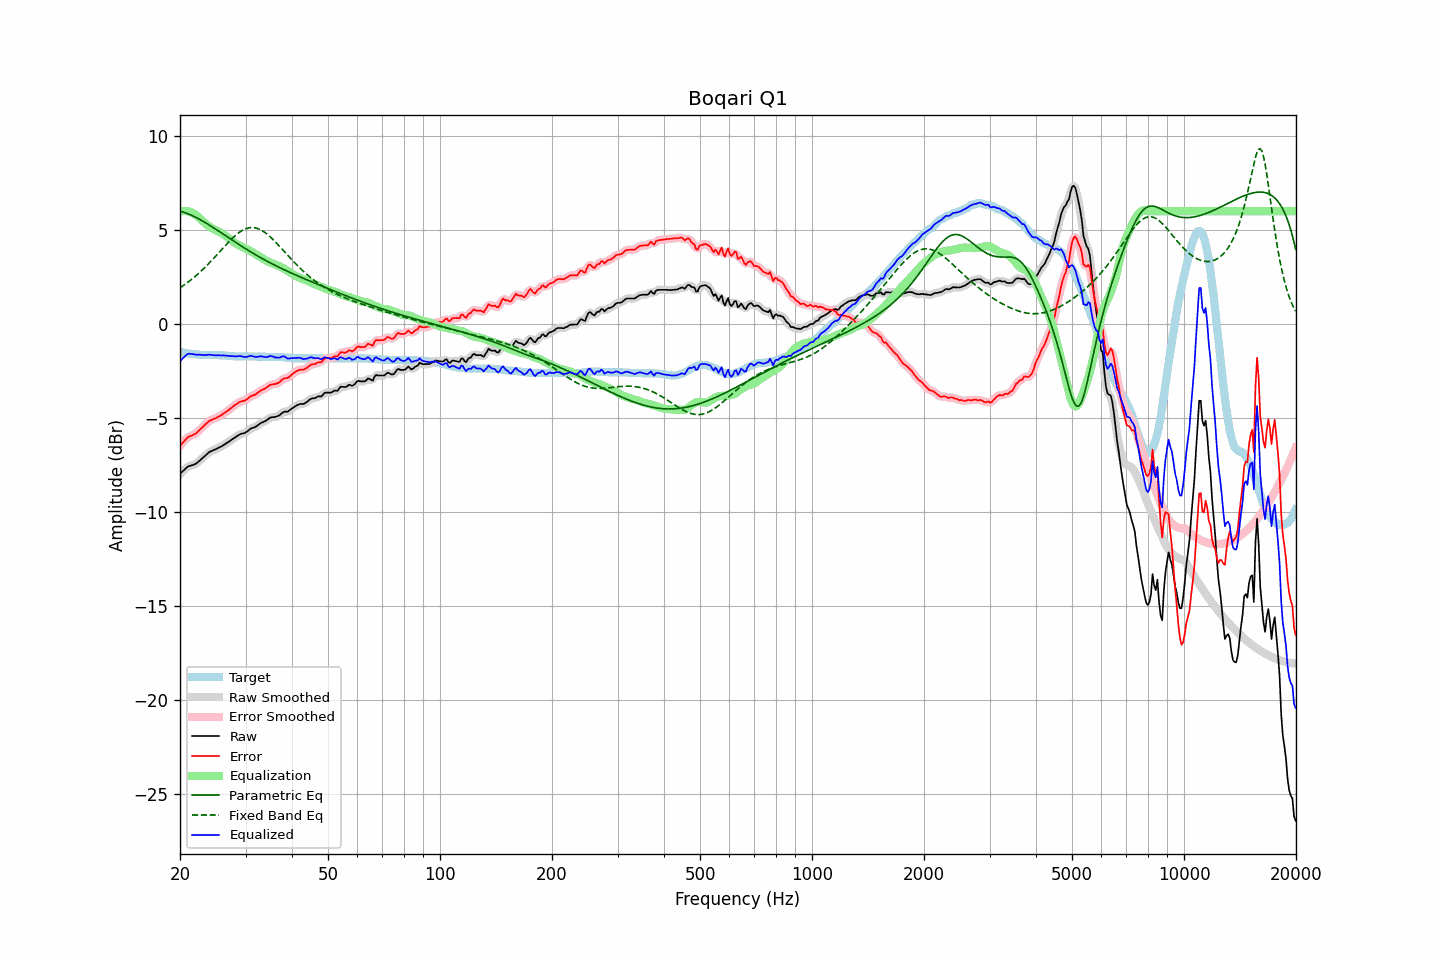 Boqari Q1
Amplitude (dBr)
10
5
0
−5
−10
−15
−20
−25
Target
Raw Smoothed
Error Smoothed
Raw
Error
Equalization
Parametric Eq
Fixed Band Eq
Equalized
20 50 100 200 500 1000 2000 5000 10000 20000
Frequency (Hz)